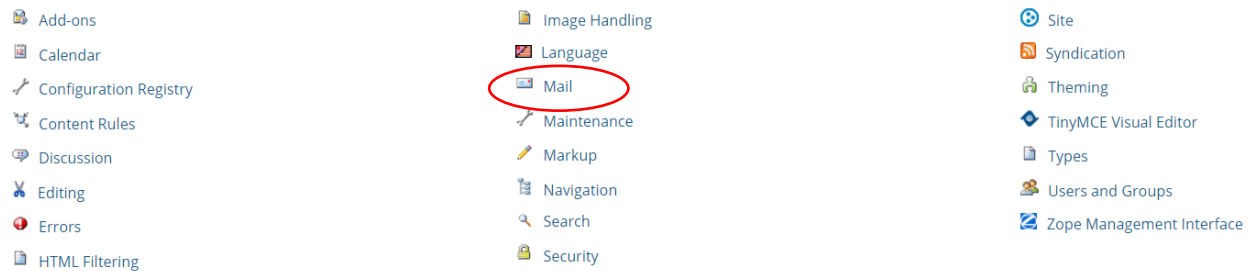 Add-ons
Calendar
Configuration Registry
Content Rules
Discussion
Editing
Errors
HTML Filtering
Image Handling
Language
Mail
Maintenance
Markup
Navigation
Search
Security
Site
Syndication
Theming
TinyMCE Visual Editor
Types
Users and Groups
Zope Management Interface